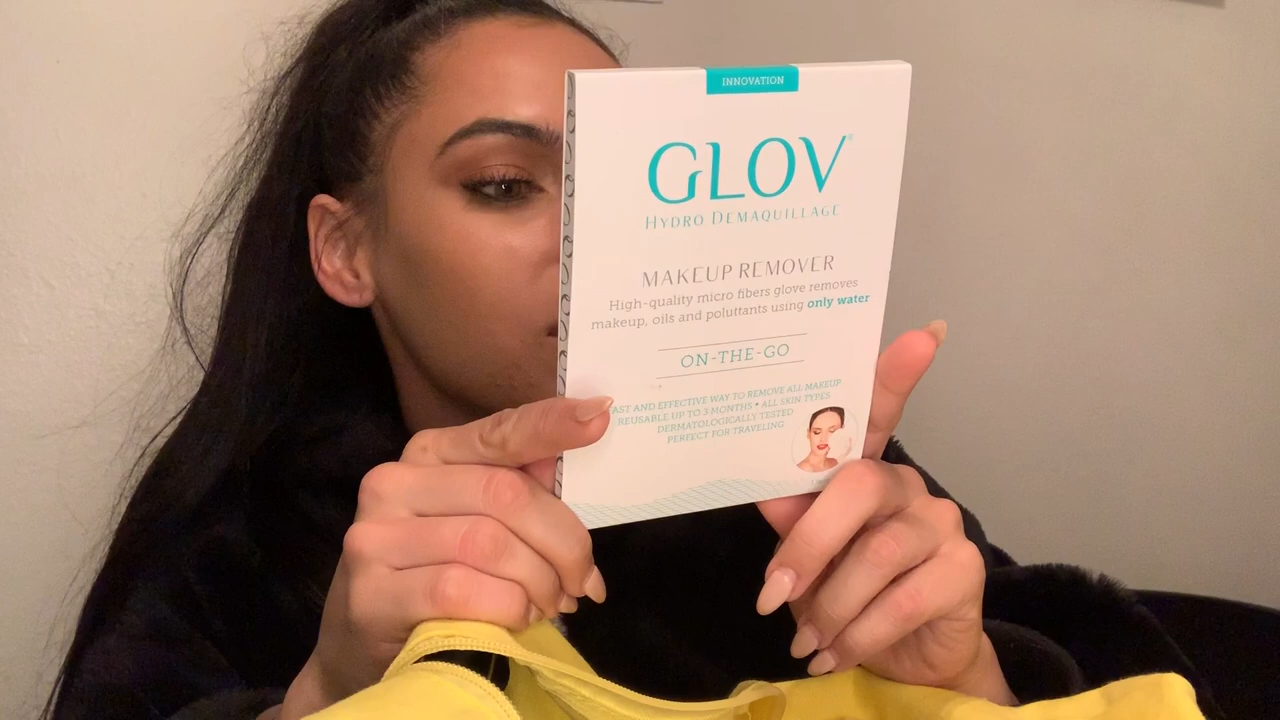 INNOVATION
GLOV®
HYDRO DEMAQUILLAGE
MAKEUP REMOVER
High-quality micro fibers glove removes
makeup, oils and poluttants using only water
ON-THE-GO
AST AND EFFECTIVE WAY TO REMOVE ALL MAKEUP
REUSABLE UP TO 3 MONTHS • ALL SKIN TYPES
DERMATOLOGICALLY TESTED
PERFECT FOR TRAVELING